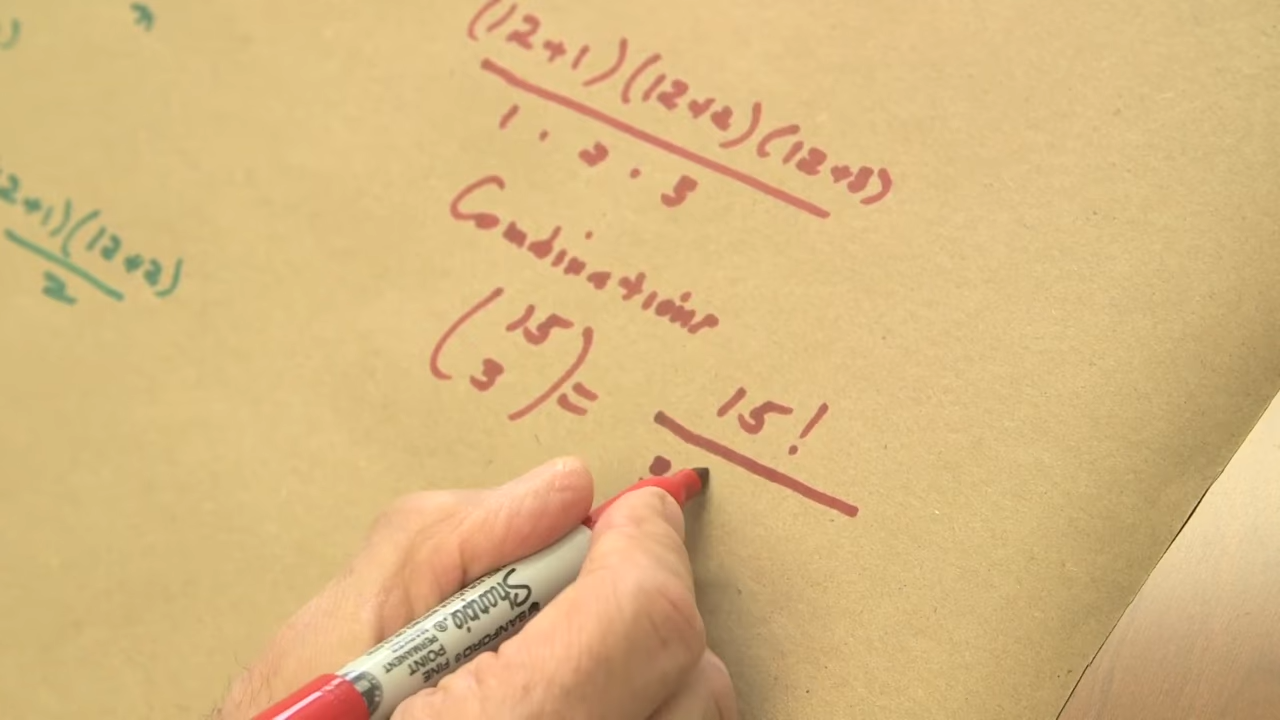 (12+1)(12+2)(12+3)
1 · 2 · 3
Combinations
(15
3) = 15!
2+1)(12+2)
2
Sharpie®
SANFORD®
FINE
POINT
PERMANENT